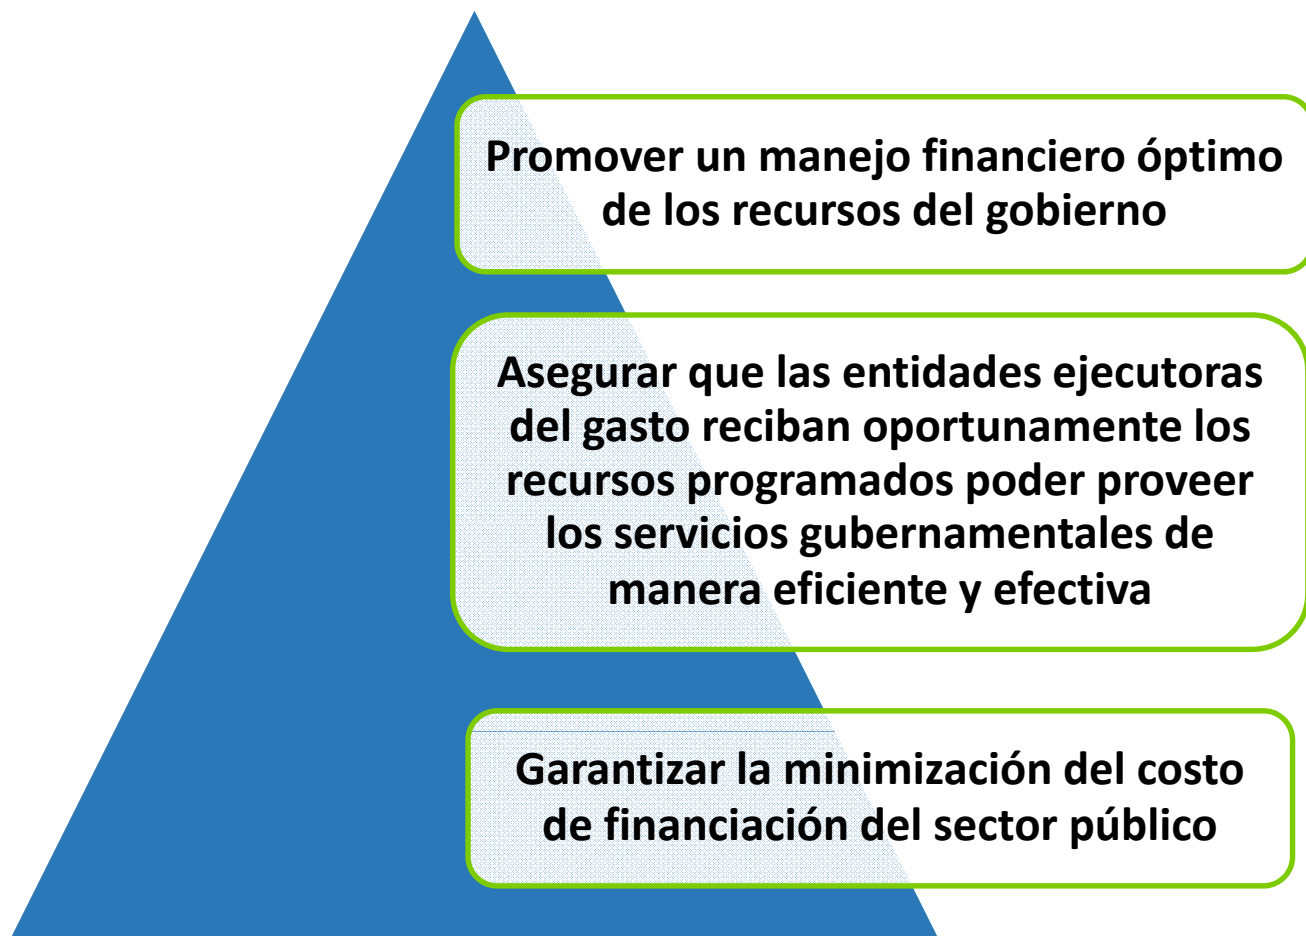 Promover un manejo financiero óptimo
de los recursos del gobierno
Asegurar que las entidades ejecutoras
del gasto reciban oportunamente los
recursos programados poder proveer
los servicios gubernamentales de
manera eficiente y efectiva
Garantizar la minimización del costo
de financiación del sector público